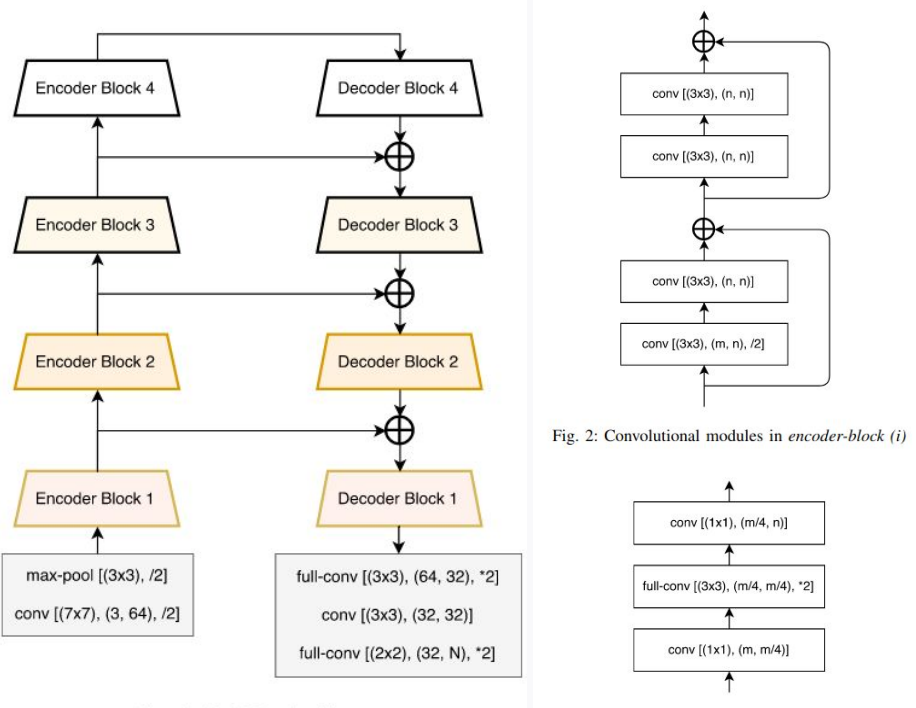 Encoder Block 4
Decoder Block 4
Encoder Block 3
Decoder Block 3
Encoder Block 2
Decoder Block 2
Encoder Block 1
Decoder Block 1
max-pool [(3x3), /2]
conv [(7x7), (3, 64), /2]
full-conv [(3x3), (64, 32), *2]
conv [(3x3), (32, 32)]
full-conv [(2x2), (32, N), *2]
conv [(3x3), (n, n)]
conv [(3x3), (n, n)]
conv [(3x3), (n, n)]
conv [(3x3), (m, n), /2]
Fig. 2: Convolutional modules in encoder-block (i)
conv [(1x1), (m/4, n)]
full-conv [(3x3), (m/4, m/4), *2]
conv [(1x1), (m, m/4)]